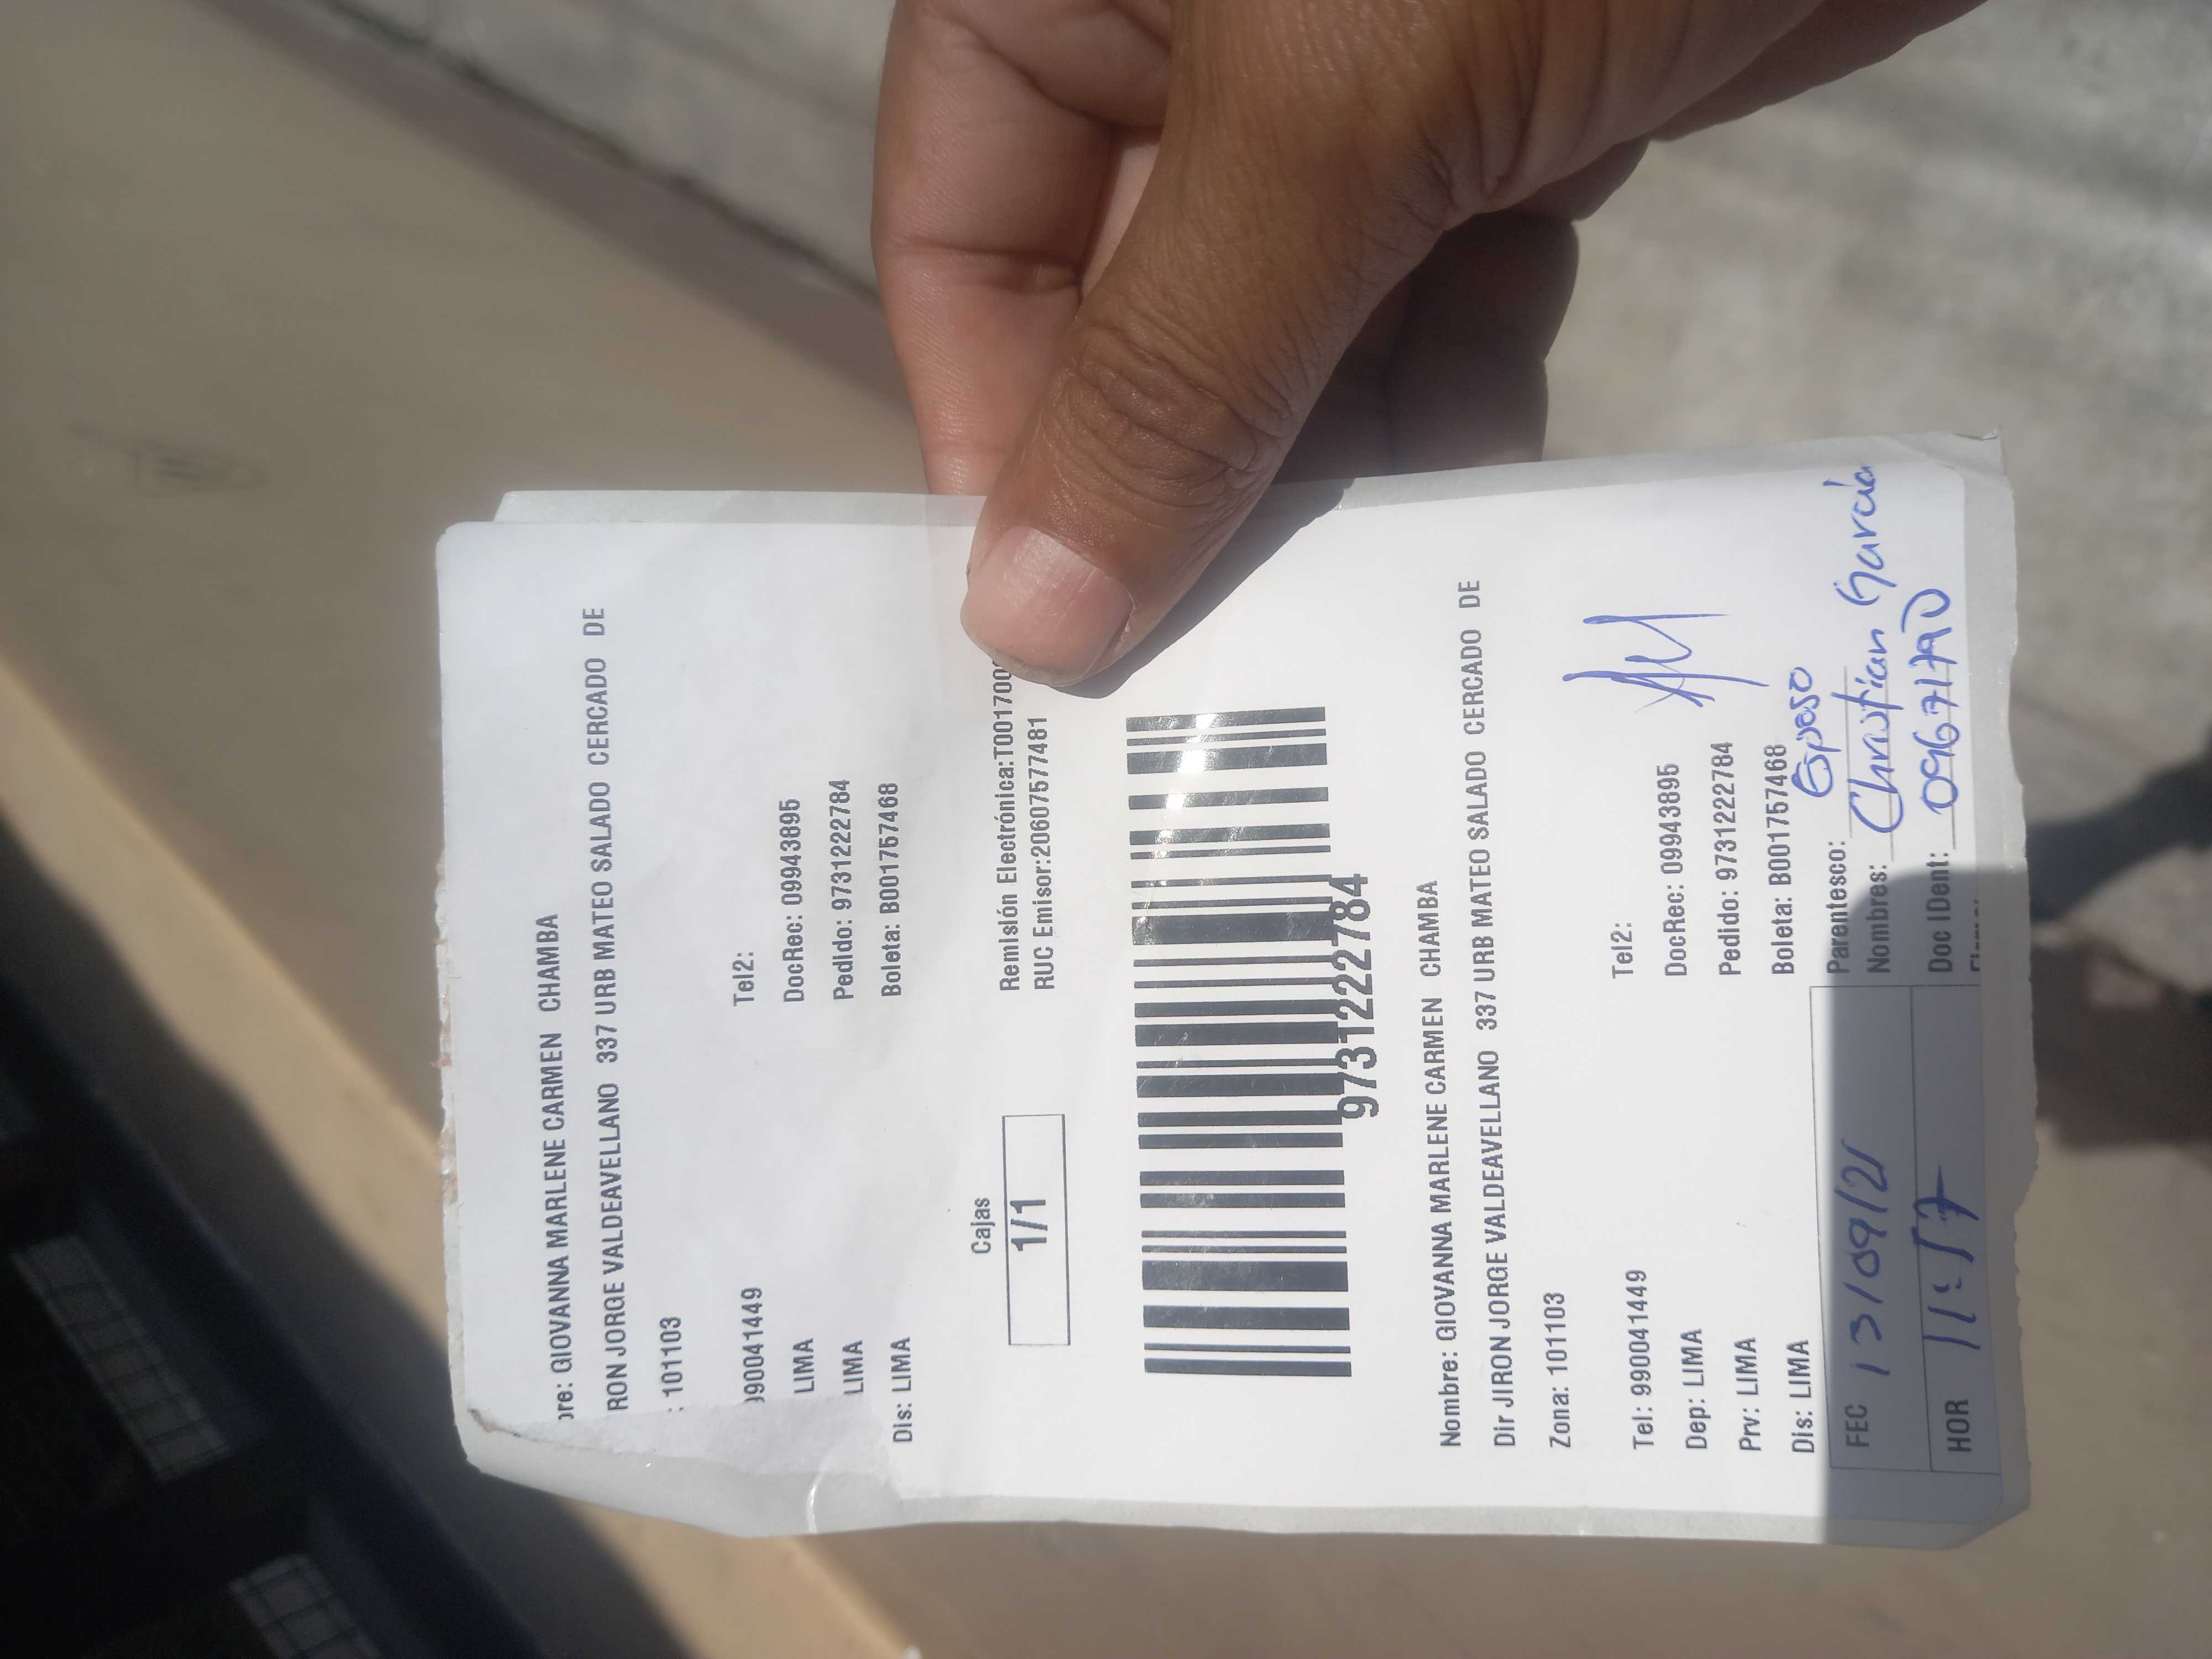 bre: GIOVANNA MARLENE CARMEN CHAMBA
RON JORGE VALDEAVELLANO 337 URB MATEO SALADO CERCADO DE
: 101103
990041449 Tel2:
LIMA DocRec: 09943895
LIMA Pedido: 9731222784
Dis: LIMA Boleta: B001757468
Cajas
1/1
Remisión Electrónica:T001700
RUC Emisor:20607577481
9731222784
Nombre: GIOVANNA MARLENE CARMEN CHAMBA
Dir JIRON JORGE VALDEAVELLANO 337 URB MATEO SALADO CERCADO DE
Zona: 101103
Tel: 990041449 Tel2:
Dep: LIMA DocRec: 09943895
Prv: LIMA Pedido: 9731222784
Dis: LIMA Boleta: B001757468
FEC 13/09/21 Parentesco: Esposo
Nombres: Christian García
HOR 11:17 Doc IDent: